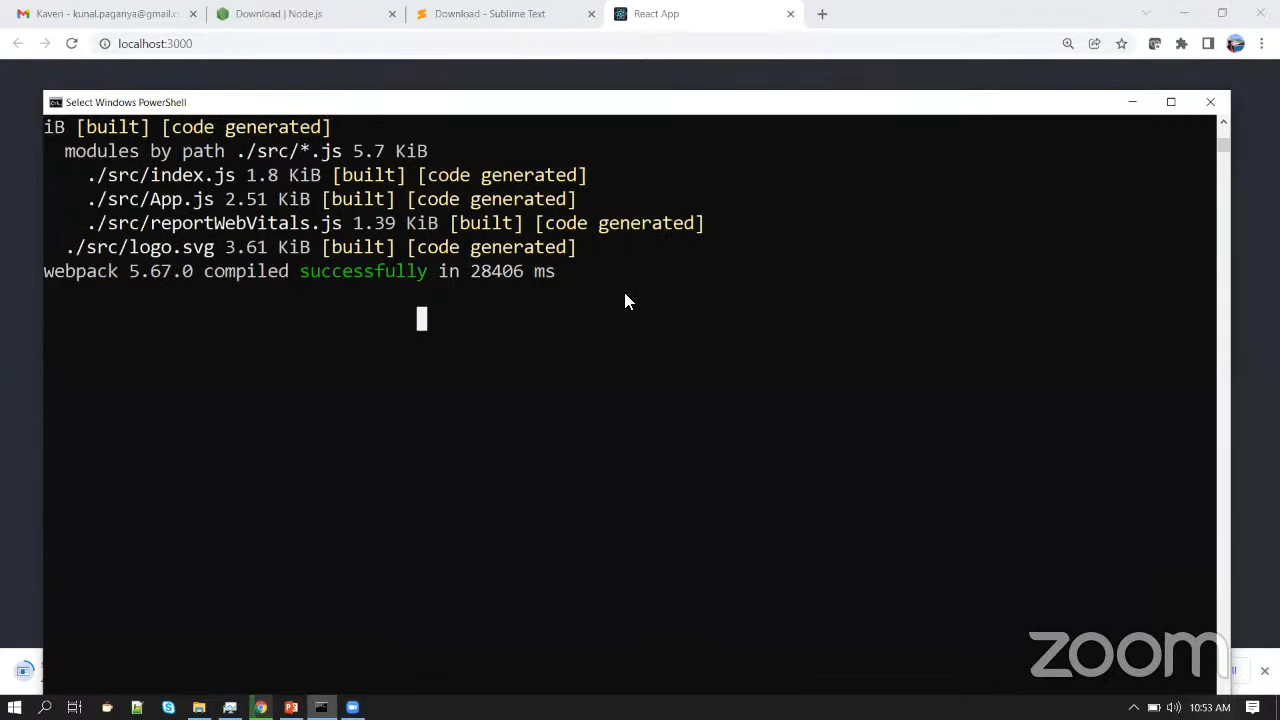 Kaveri - kunal.pagariya@gmail.c
Download | Node.js
Download - Sublime Text
React App
localhost:3000
Select Windows PowerShell
iB [built] [code generated]
modules by path ./src/*.js 5.7 KiB
./src/index.js 1.8 KiB [built] [code generated]
./src/App.js 2.51 KiB [built] [code generated]
./src/reportWebVitals.js 1.39 KiB [built] [code generated]
./src/logo.svg 3.61 KiB [built] [code generated]
webpack 5.67.0 compiled successfully in 28406 ms
zoom
10:53 AM